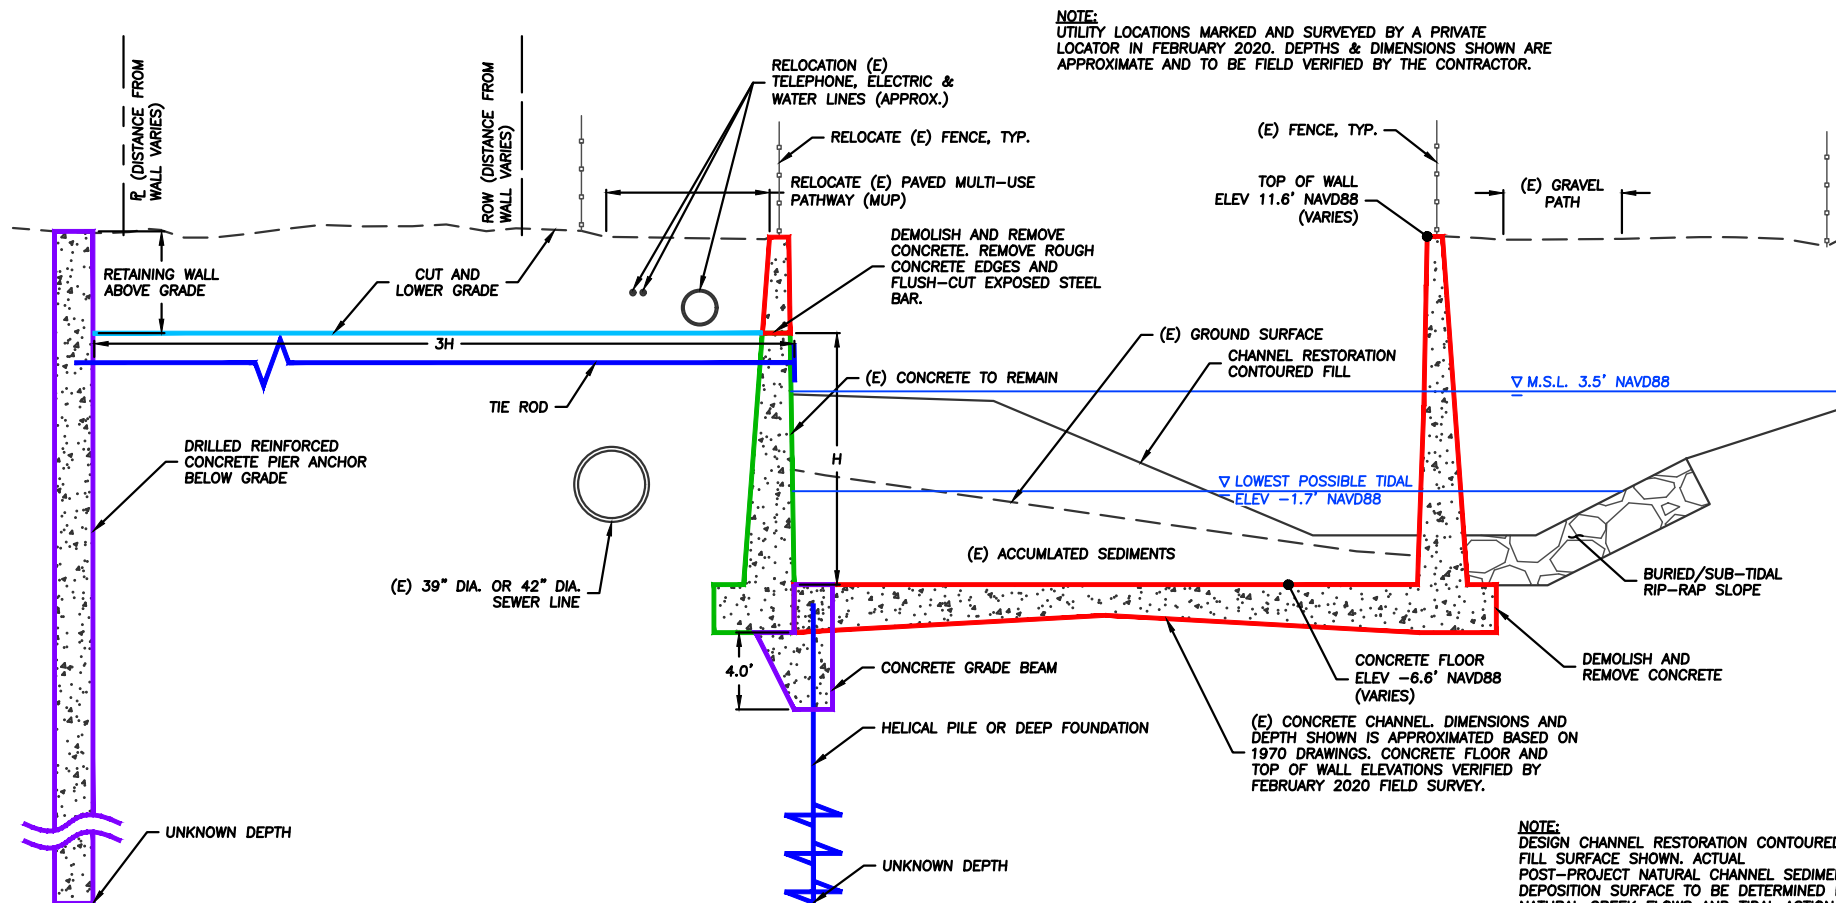 NOTE:
UTILITY LOCATIONS MARKED AND SURVEYED BY A PRIVATE
LOCATOR IN FEBRUARY 2020. DEPTHS & DIMENSIONS SHOWN ARE
APPROXIMATE AND TO BE FIELD VERIFIED BY THE CONTRACTOR.
PL (DISTANCE FROM
WALL VARIES)
ROW (DISTANCE FROM
WALL VARIES)
RELOCATION (E)
TELEPHONE, ELECTRIC &
WATER LINES (APPROX.)
RELOCATE (E) FENCE, TYP.
RELOCATE (E) PAVED MULTI-USE
PATHWAY (MUP)
(E) FENCE, TYP.
TOP OF WALL
ELEV 11.6' NAVD88
(VARIES)
(E) GRAVEL
PATH
DEMOLISH AND REMOVE
CONCRETE. REMOVE ROUGH
CONCRETE EDGES AND
FLUSH-CUT EXPOSED STEEL
BAR.
RETAINING WALL
ABOVE GRADE
CUT AND
LOWER GRADE
3H
(E) GROUND SURFACE
CHANNEL RESTORATION
CONTOURED FILL
(E) CONCRETE TO REMAIN
M.S.L. 3.5' NAVD88
TIE ROD
H
DRILLED REINFORCED
CONCRETE PIER ANCHOR
BELOW GRADE
LOWEST POSSIBLE TIDAL
ELEV -1.7' NAVD88
(E) ACCUMLATED SEDIMENTS
(E) 39" DIA. OR 42" DIA.
SEWER LINE
BURIED/SUB-TIDAL
RIP-RAP SLOPE
4.0'
CONCRETE GRADE BEAM
CONCRETE FLOOR
ELEV -6.6' NAVD88
(VARIES)
DEMOLISH AND
REMOVE CONCRETE
HELICAL PILE OR DEEP FOUNDATION
(E) CONCRETE CHANNEL. DIMENSIONS AND
DEPTH SHOWN IS APPROXIMATED BASED ON
1970 DRAWINGS. CONCRETE FLOOR AND
TOP OF WALL ELEVATIONS VERIFIED BY
FEBRUARY 2020 FIELD SURVEY.
UNKNOWN DEPTH
UNKNOWN DEPTH
NOTE:
DESIGN CHANNEL RESTORATION CONTOURED
FILL SURFACE SHOWN. ACTUAL
POST-PROJECT NATURAL CHANNEL
DEPOSITION SURFACE TO BE DETERMINED
NATURAL CREEK FLOWS AND TIDAL ACTION